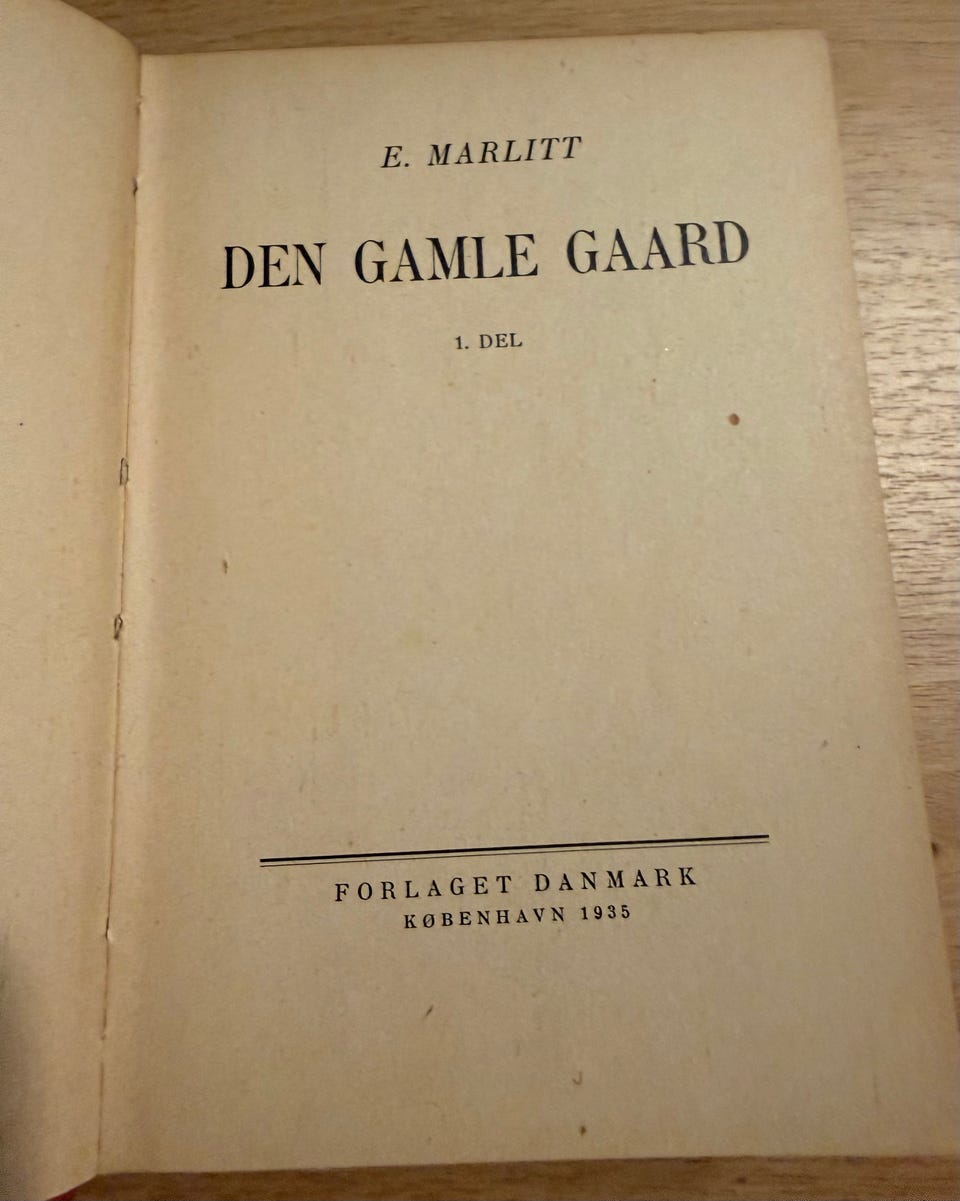 E. MARLITT
DEN GAMLE GAARD
1. DEL
FORLAGET DANMARK
KØBENHAVN 1935